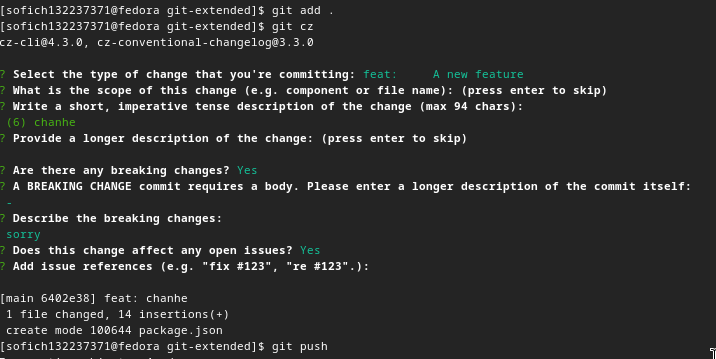 [sofich132237371@fedora git-extended]$ git add .
[sofich132237371@fedora git-extended]$ git cz
cz-cli@4.3.0, cz-conventional-changelog@3.3.0
? Select the type of change that you're committing: feat:     A new feature
? What is the scope of this change (e.g. component or file name): (press enter to skip)
? Write a short, imperative tense description of the change (max 94 chars):
(6) chanhe
? Provide a longer description of the change: (press enter to skip)
? Are there any breaking changes? Yes
? A BREAKING CHANGE commit requires a body. Please enter a longer description of the commit itself:
-
? Describe the breaking changes:
sorry
? Does this change affect any open issues? Yes
? Add issue references (e.g. "fix #123", "re #123".):
[main 6402e38] feat: chanhe
1 file changed, 14 insertions(+)
create mode 100644 package.json
[sofich132237371@fedora git-extended]$ git push